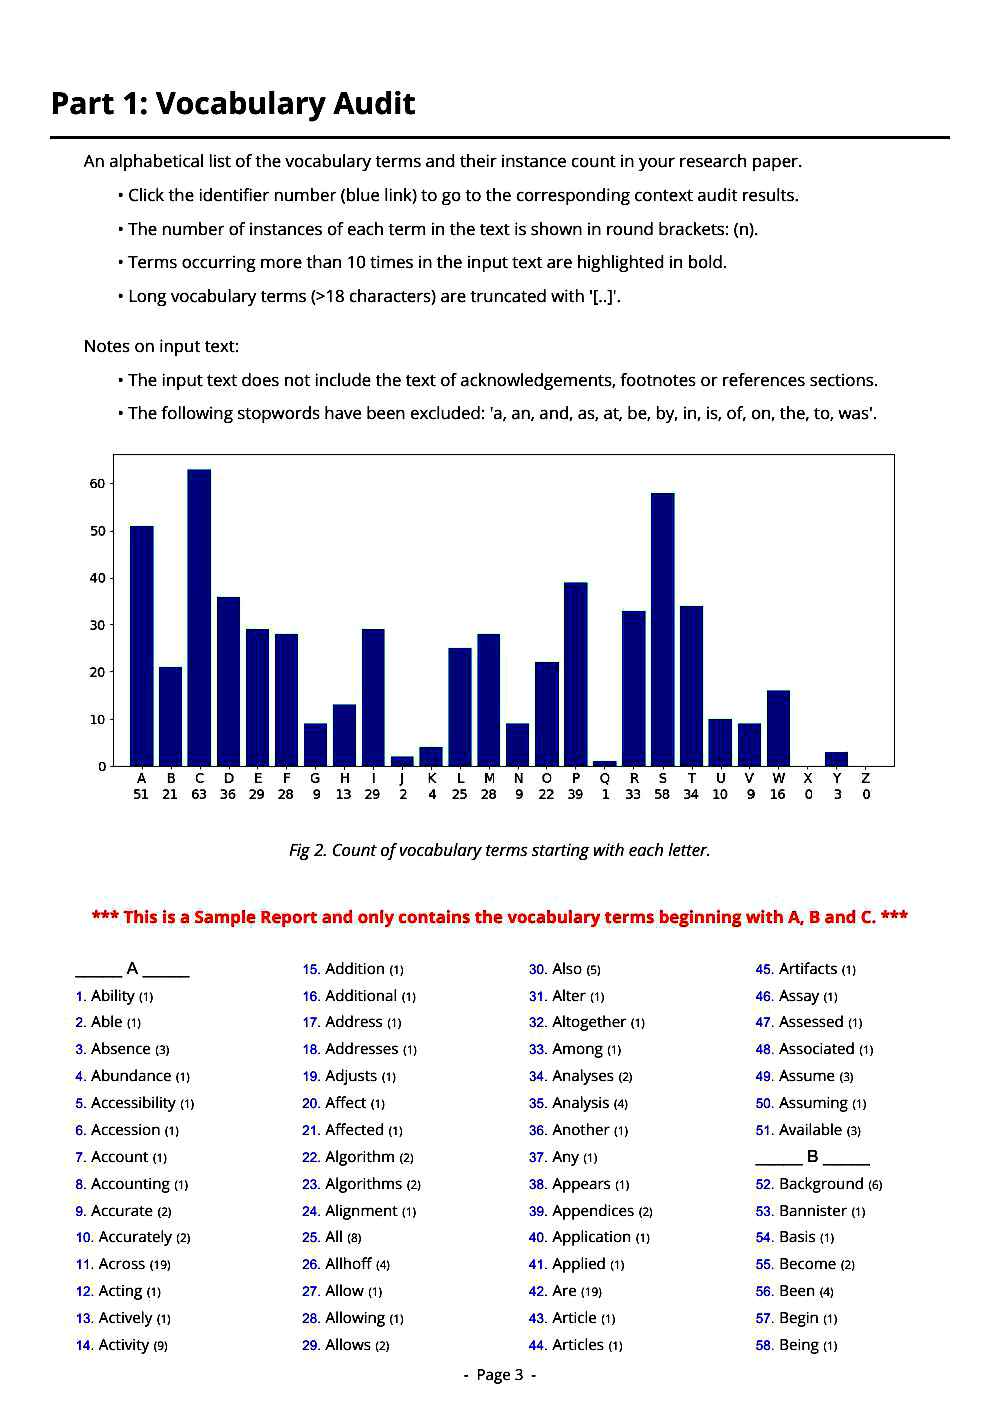 Part 1: Vocabulary Audit
An alphabetical list of the vocabulary terms and their instance count in your research paper.
• Click the identifier number (blue link) to go to the corresponding context audit results.
• The number of instances of each term in the text is shown in round brackets: (n).
• Terms occurring more than 10 times in the input text are highlighted in bold.
• Long vocabulary terms (>18 characters) are truncated with '[..]'.
Notes on input text:
• The input text does not include the text of acknowledgements, footnotes or references sections.
• The following stopwords have been excluded: 'a, an, and, as, at, be, by, in, is, of, on, the, to, was'.
60
50
40
30
20
10
0
A B C D E F G H I J K L M N O P Q R S T U V W X Y Z
51 21 63 36 29 28 9 13 29 2 4 25 28 9 22 39 1 33 58 34 10 9 16 0 3 0
Fig 2. Count of vocabulary terms starting with each letter.
*** This is a Sample Report and only contains the vocabulary terms beginning with A, B and C. ***
______ A ______
1. Ability (1)
2. Able (1)
3. Absence (3)
4. Abundance (1)
5. Accessibility (1)
6. Accession (1)
7. Account (1)
8. Accounting (1)
9. Accurate (2)
10. Accurately (2)
11. Across (19)
12. Acting (1)
13. Actively (1)
14. Activity (9)
15. Addition (1)
16. Additional (1)
17. Address (1)
18. Addresses (1)
19. Adjusts (1)
20. Affect (1)
21. Affected (1)
22. Algorithm (2)
23. Algorithms (2)
24. Alignment (1)
25. All (8)
26. Allhoff (4)
27. Allow (1)
28. Allowing (1)
29. Allows (2)
30. Also (5)
31. Alter (1)
32. Altogether (1)
33. Among (1)
34. Analyses (2)
35. Analysis (4)
36. Another (1)
37. Any (1)
38. Appears (1)
39. Appendices (2)
40. Application (1)
41. Applied (1)
42. Are (19)
43. Article (1)
44. Articles (1)
45. Artifacts (1)
46. Assay (1)
47. Assessed (1)
48. Associated (1)
49. Assume (3)
50. Assuming (1)
51. Available (3)
______ B ______
52. Background (6)
53. Bannister (1)
54. Basis (1)
55. Become (2)
56. Been (4)
57. Begin (1)
58. Being (1)
- Page 3 -